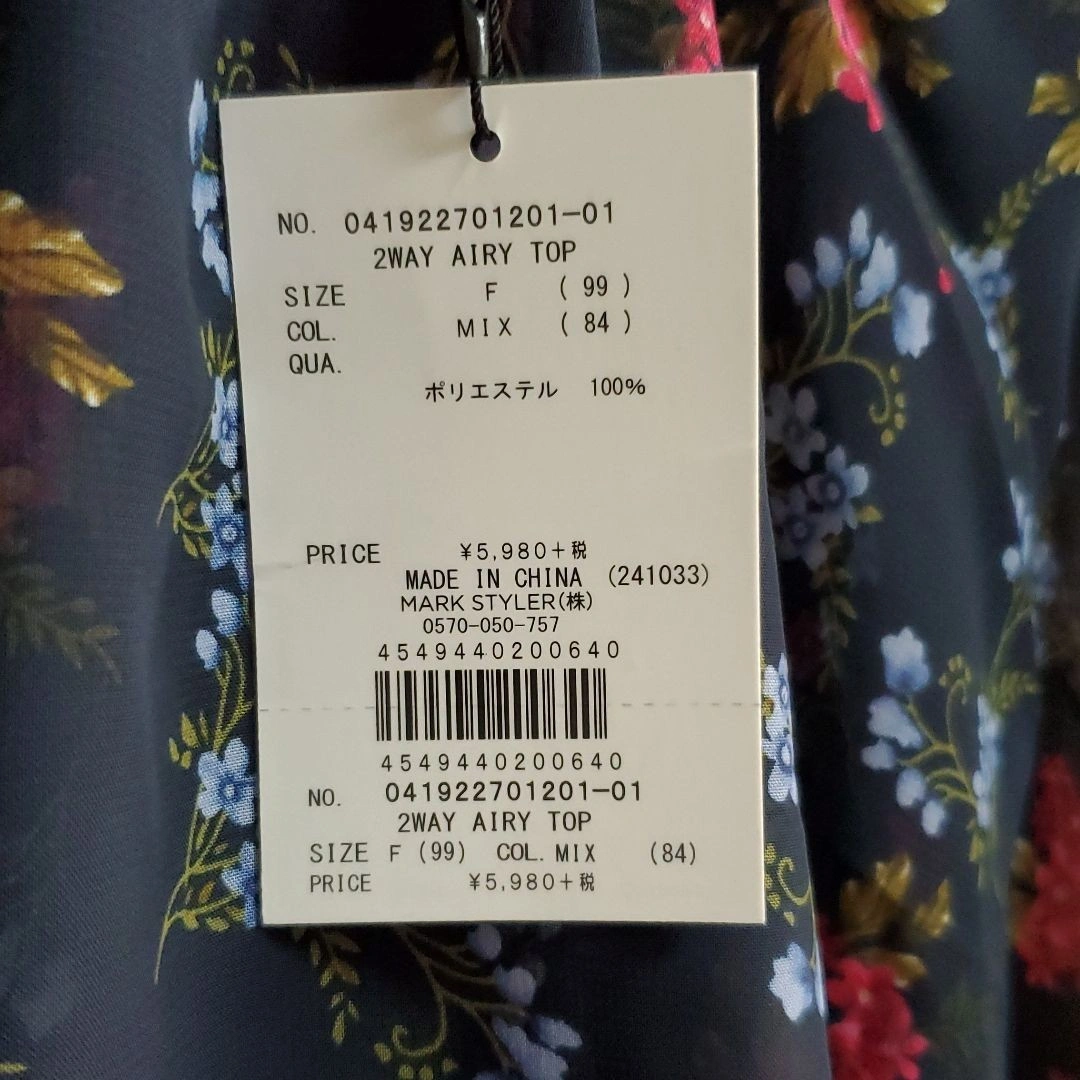 NO. 041922701201-01
2WAY AIRY TOP
SIZE F (99)
COL. MIX (84)
QUA.
ポリエステル 100%
PRICE ¥5,980+税
MADE IN CHINA (241033)
MARK STYLER(株)
0570-050-757
4549440200640
4549440200640
NO. 041922701201-01
2WAY AIRY TOP
SIZE F (99) COL. MIX (84)
PRICE ¥5,980+税